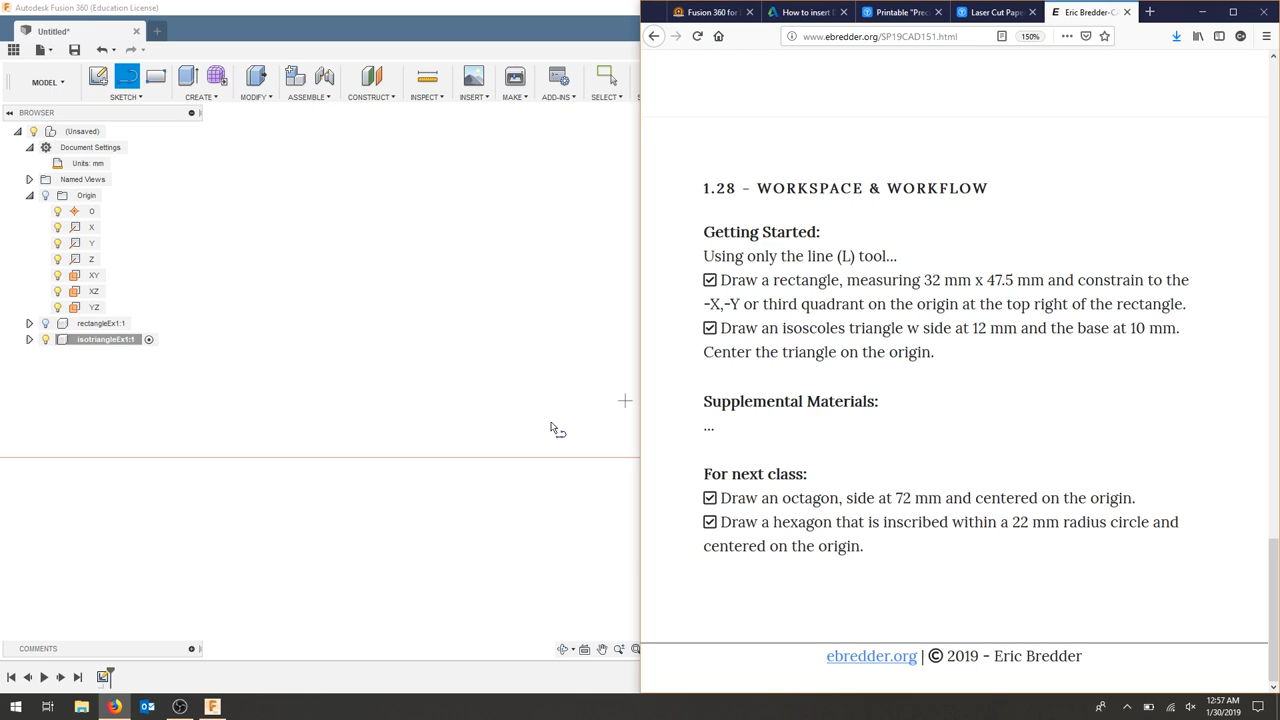 Autodesk Fusion 360 (Education License)
Untitled*
MODEL
SKETCH
CREATE
MODIFY
ASSEMBLE
CONSTRUCT
INSPECT
INSERT
MAKE
ADD-INS
SELECT
BROWSER
(Unsaved)
Document Settings
Units: mm
Named Views
Origin
O
X
Y
Z
XY
XZ
YZ
rectangleEx1:1
isotriangleEx1:1
COMMENTS
Fusion 360 for
How to insert
Printable "Prec
Laser Cut Pape
Eric Bredder-C
www.ebredder.org/SP19CAD151.html
150%
1.28 - WORKSPACE & WORKFLOW
Getting Started:
Using only the line (L) tool...
Draw a rectangle, measuring 32 mm x 47.5 mm and constrain to the
-X,-Y or third quadrant on the origin at the top right of the rectangle.
Draw an isoscoles triangle w side at 12 mm and the base at 10 mm.
Center the triangle on the origin.
Supplemental Materials:
...
For next class:
Draw an octagon, side at 72 mm and centered on the origin.
Draw a hexagon that is inscribed within a 22 mm radius circle and
centered on the origin.
ebredder.org | © 2019 - Eric Bredder
12:57 AM
1/30/2019